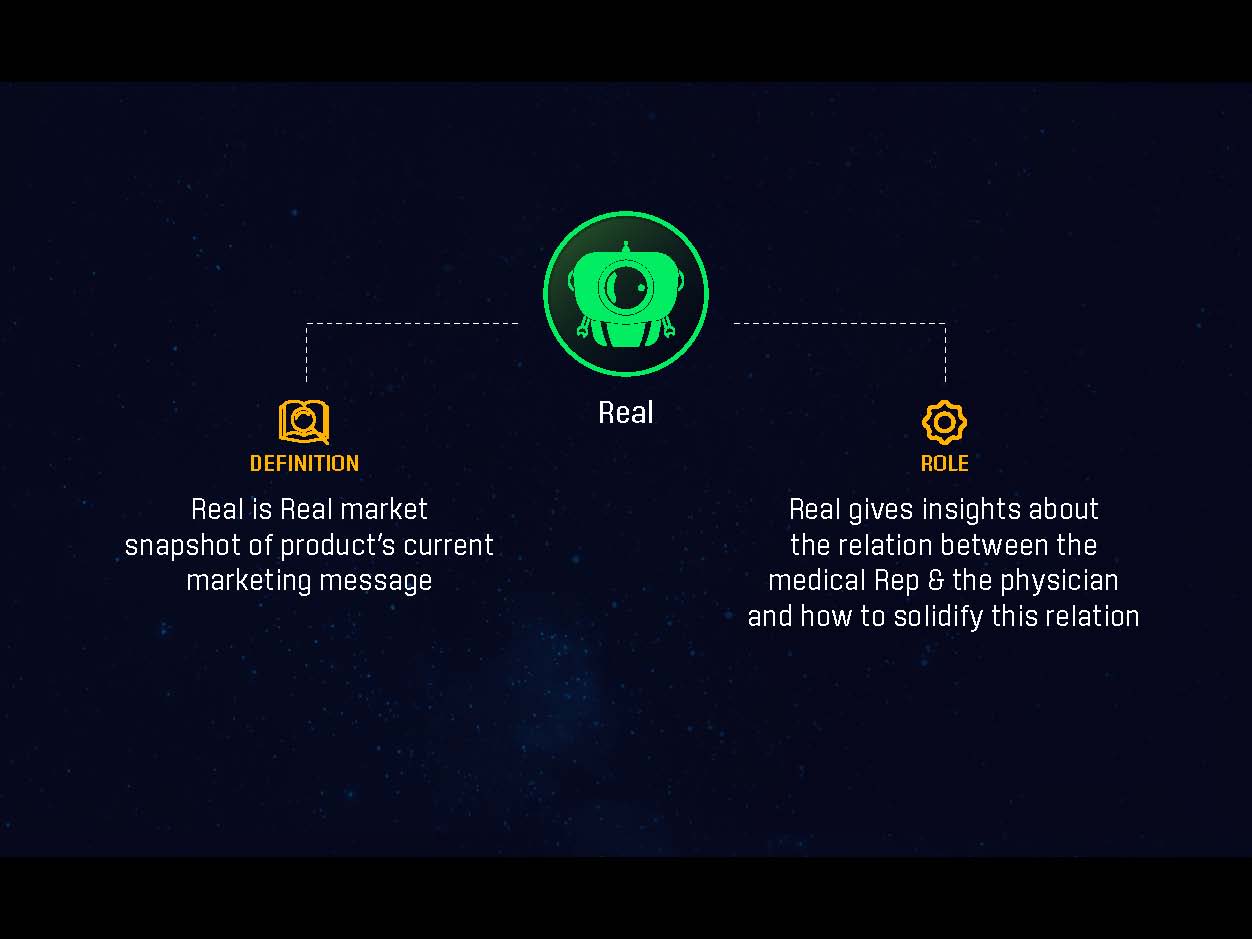 Real
DEFINITION
Real is Real market
snapshot of product's current
marketing message
ROLE
Real gives insights about
the relation between the
medical Rep & the physician
and how to solidify this relation